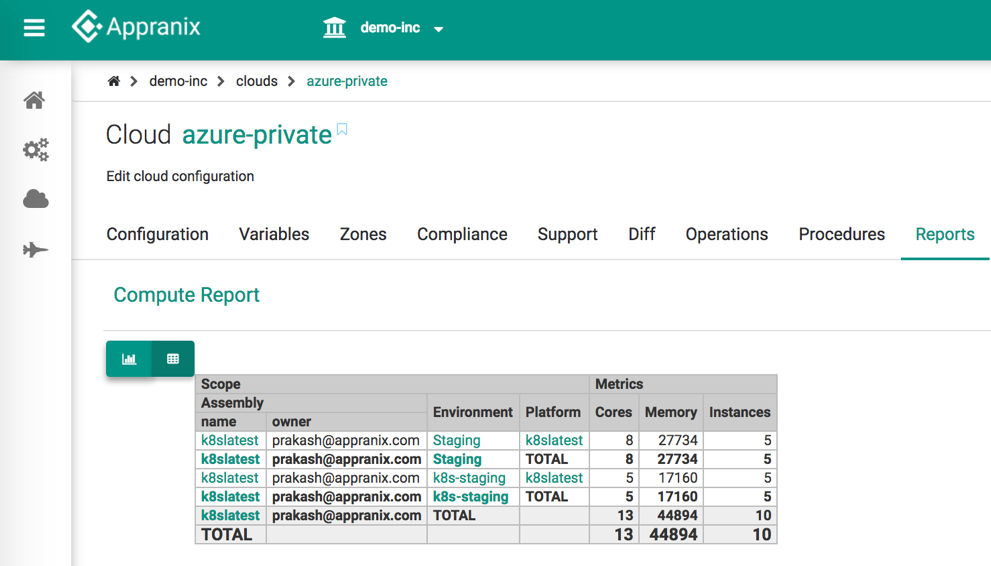 Appranix
demo-inc
demo-inc clouds azure-private
Cloud azure-private
Edit cloud configuration
Configuration Variables Zones Compliance Support Diff Operations Procedures Reports
Compute Report
Scope Metrics
Assembly
Environment Platform Cores Memory Instances
name owner
k8slatest prakash@appranix.com Staging k8slatest 8 27734 5
k8slatest prakash@appranix.com Staging TOTAL 8 27734 5
k8slatest prakash@appranix.com k8s-staging k8slatest 5 17160 5
k8slatest prakash@appranix.com k8s-staging TOTAL 5 17160 5
k8slatest prakash@appranix.com TOTAL 13 44894 10
TOTAL 13 44894 10